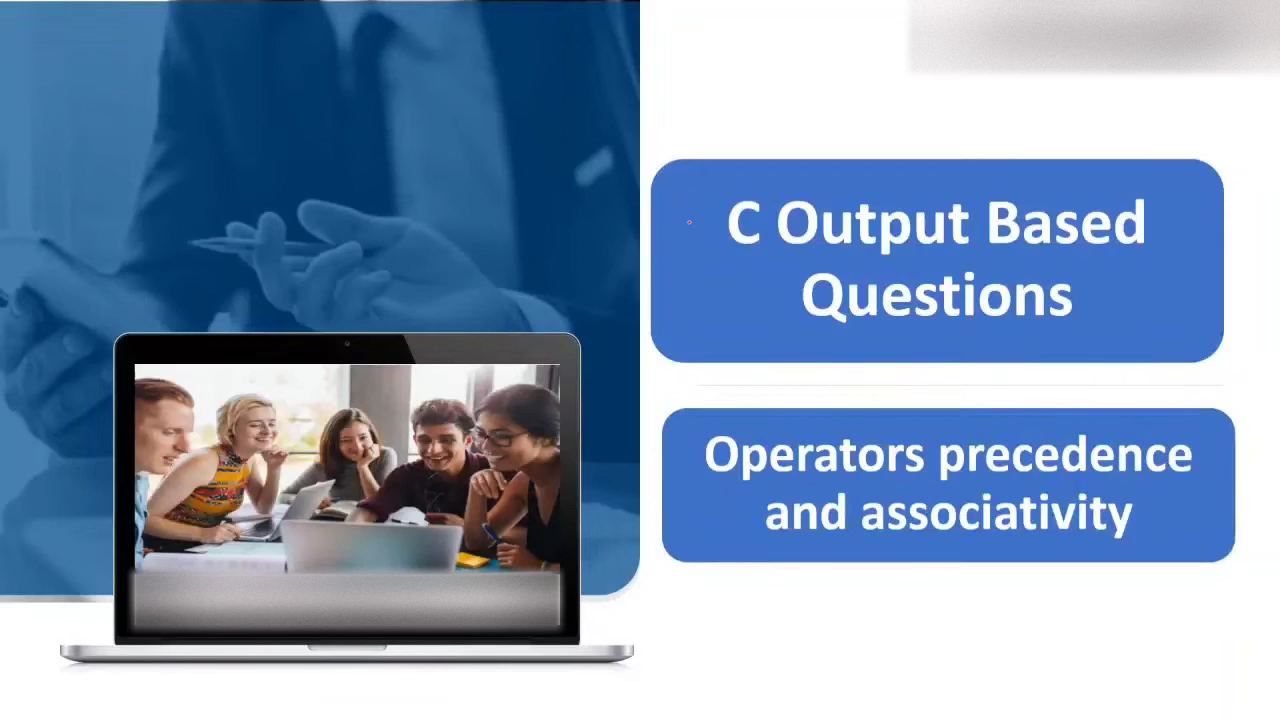 C Output Based
Questions
Operators precedence
and associativity